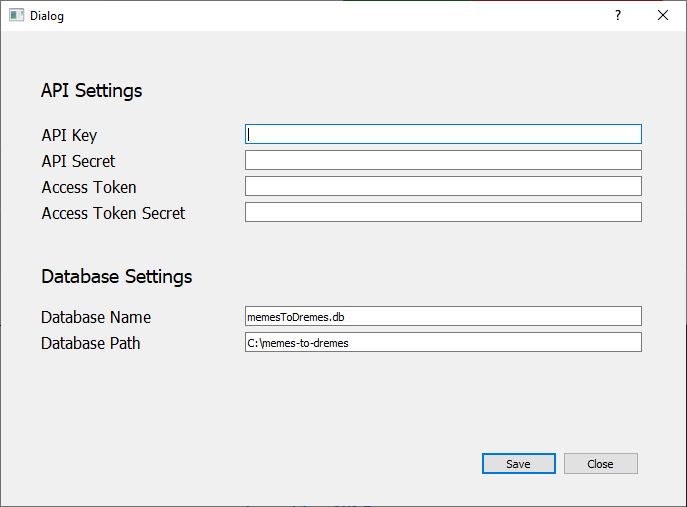 Dialog
?
API Settings
API Key
API Secret
Access Token
Access Token Secret
Database Settings
Database Name memesToDremes.db
Database Path C:\memes-to-dremes
Save Close